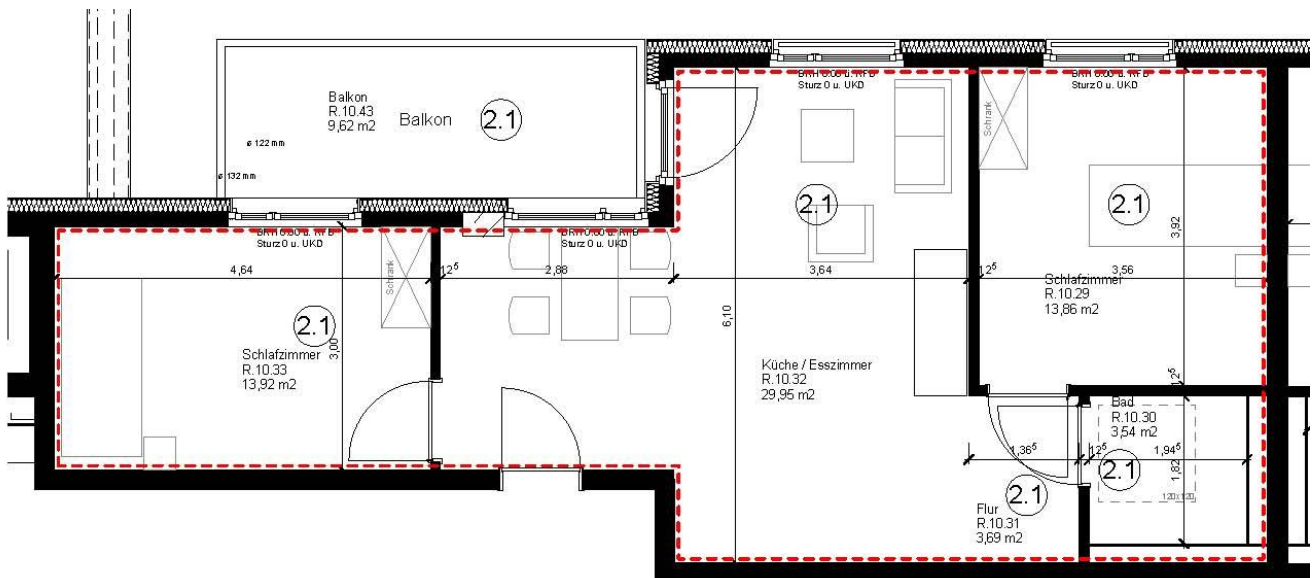 Balkon
R.10.43
9,62 m2
Balkon
2.1
ø 122 mm
ø 132 mm
Sturz 0 u. UKD
Sturz 0 u. UKD
Sturz 0 u. UKD
Sturz 0 u. UKD
Schrank
Schrank
2.1
2.1
3,92
4,64
12⁵
2,88
3,64
12⁵
3,56
Schlafzimmer
R.10.29
13,86 m2
2.1
Schlafzimmer
R.10.33
13,92 m2
3,00
6,10
Küche / Esszimmer
R.10.32
29,95 m2
12⁵
Bad
R.10.30
3,54 m2
1,36⁵
12⁵
1,94⁵
1,82
2.1
2.1
120x120
Flur
R.10.31
3,69 m2